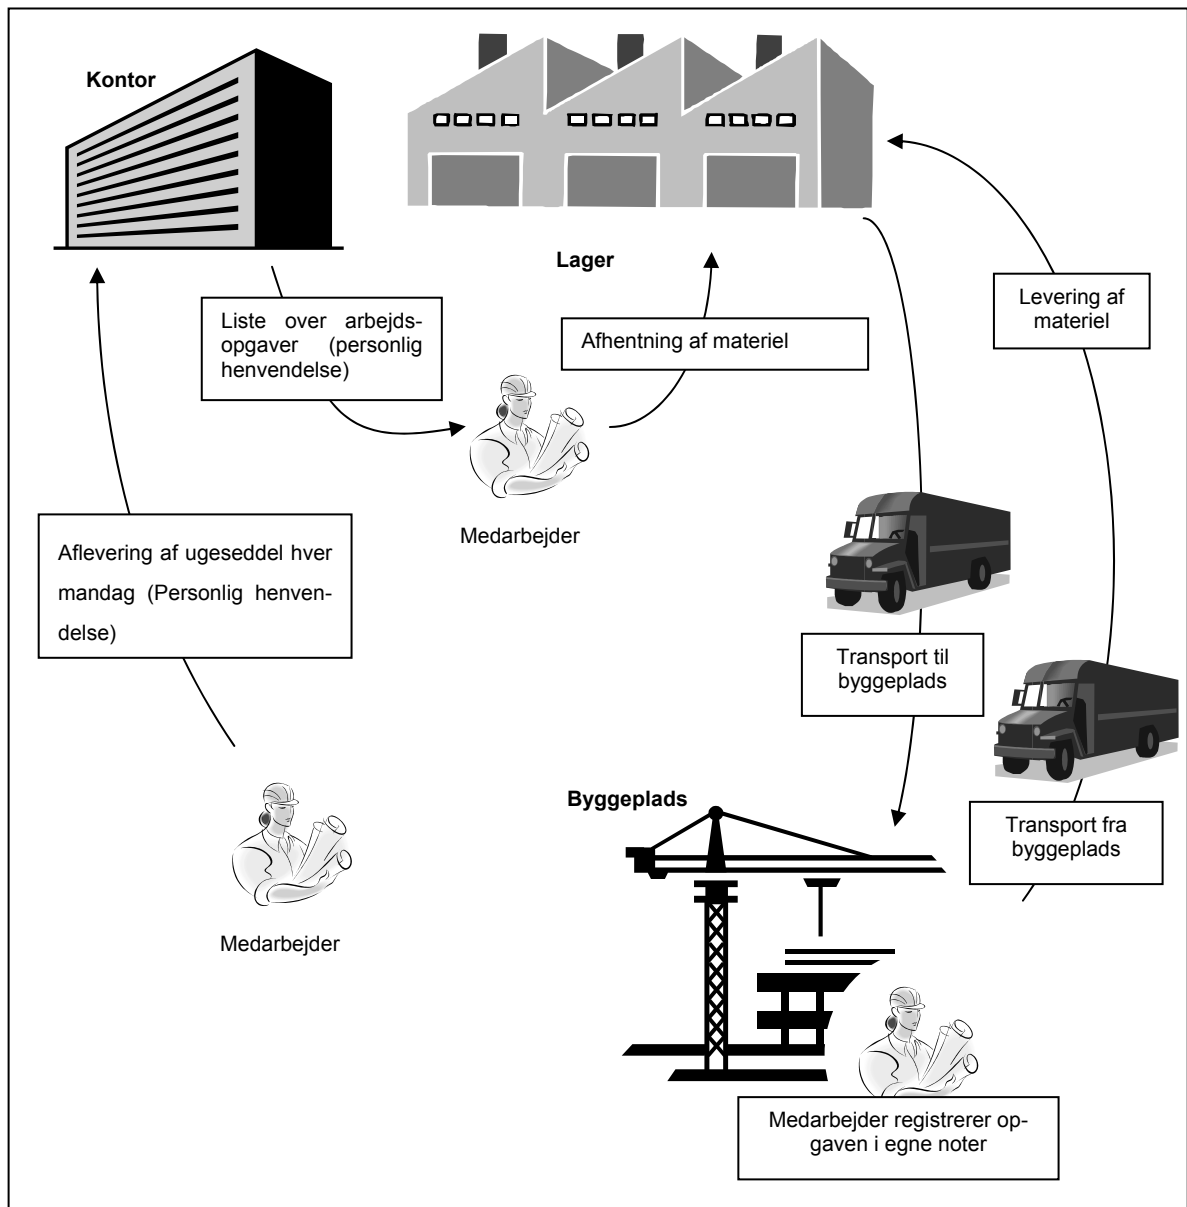 Kontor
Lager
Liste over arbejds-
opgaver (personlig
henvendelse)
Afhentning af materiel
Levering af
materiel
Medarbejder
Aflevering af ugeseddel hver
mandag (Personlig henven-
delse)
Transport til
byggeplads
Byggeplads
Transport fra
byggeplads
Medarbejder
Medarbejder registrerer op-
gaven i egne noter